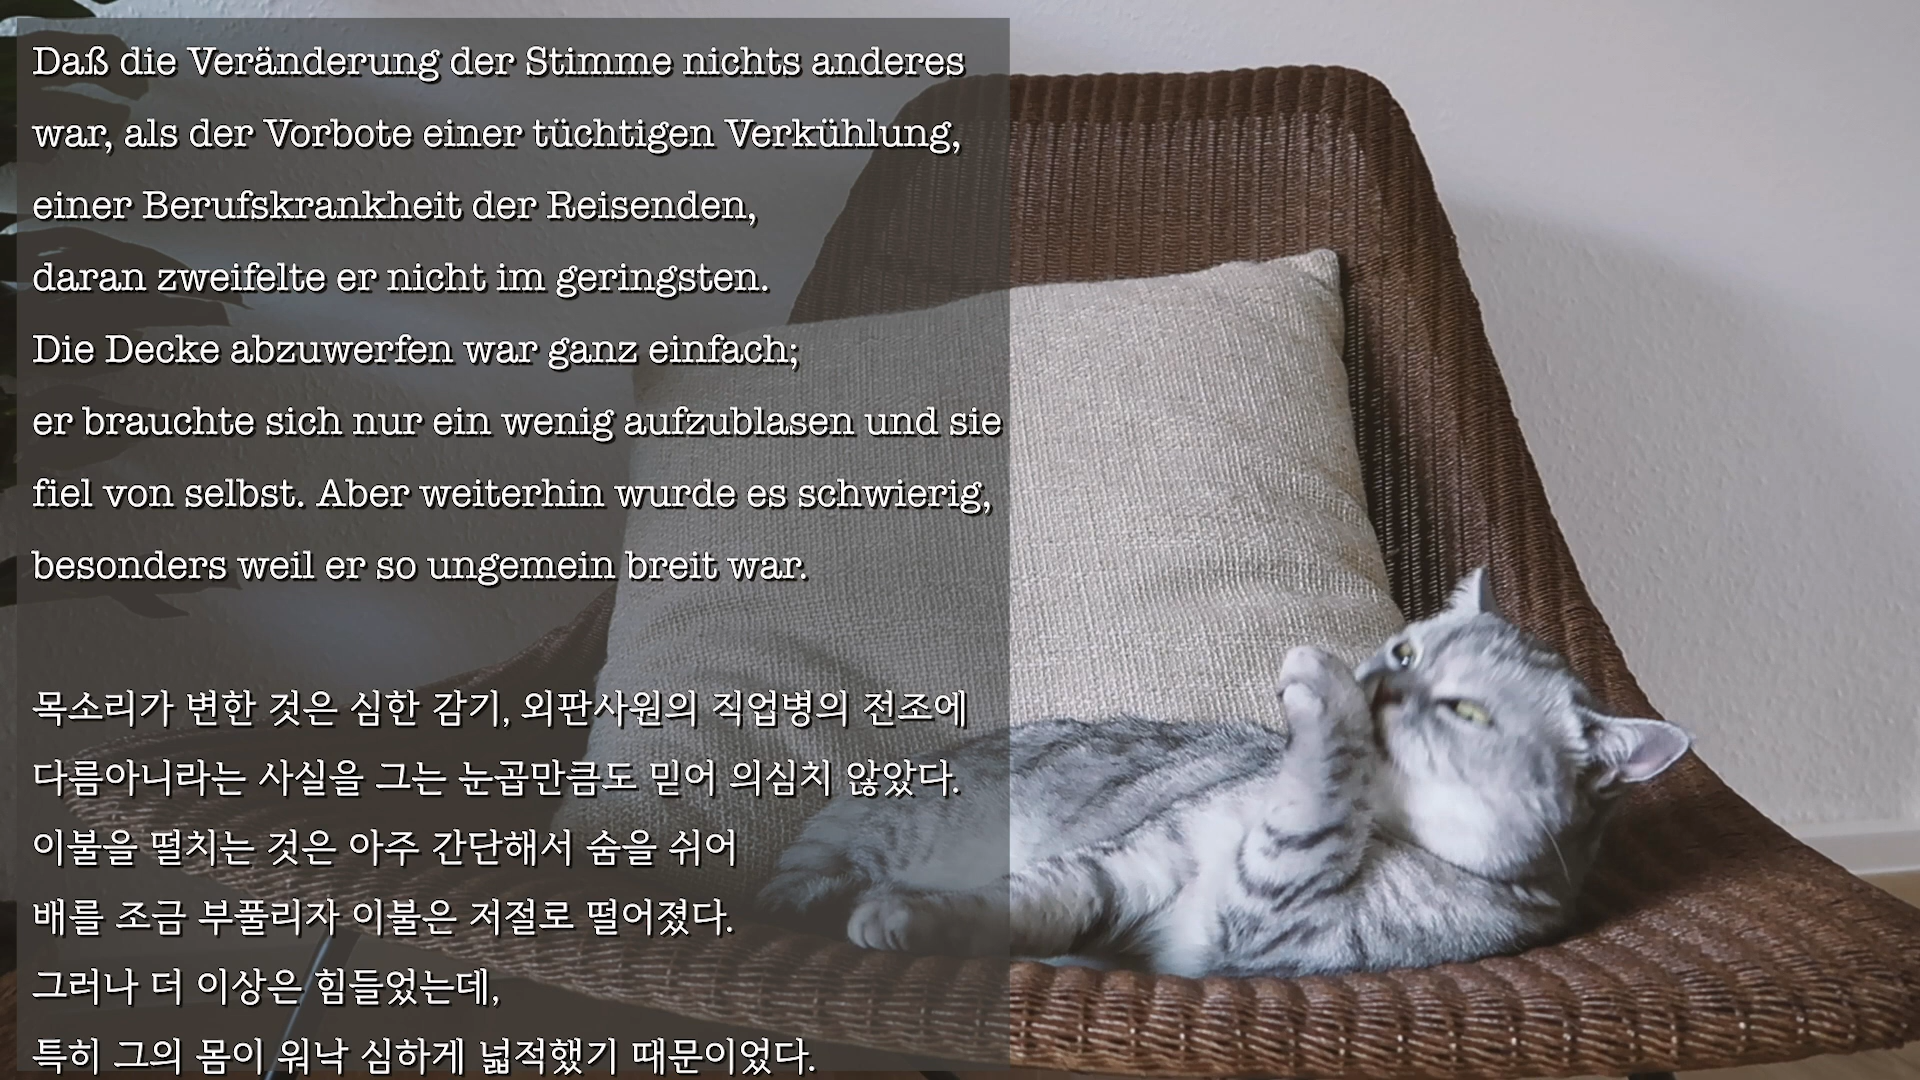 Daß die Veränderung der Stimme nichts anderes
war, als der Vorbote einer tüchtigen Verkühlung,
einer Berufskrankheit der Reisenden,
daran zweifelte er nicht im geringsten.
Die Decke abzuwerfen war ganz einfach;
er brauchte sich nur ein wenig aufzublasen und sie
fiel von selbst. Aber weiterhin wurde es schwierig,
besonders weil er so ungemein breit war.
목소리가 변한 것은 심한 감기, 외판사원의 직업병의 전조에
다름아니라는 사실을 그는 눈곱만큼도 믿어 의심치 않았다.
이불을 떨치는 것은 아주 간단해서 숨을 쉬어
배를 조금 부풀리자 이불은 저절로 떨어졌다.
그러나 더 이상은 힘들었는데,
특히 그의 몸이 워낙 심하게 넓적했기 때문이었다.